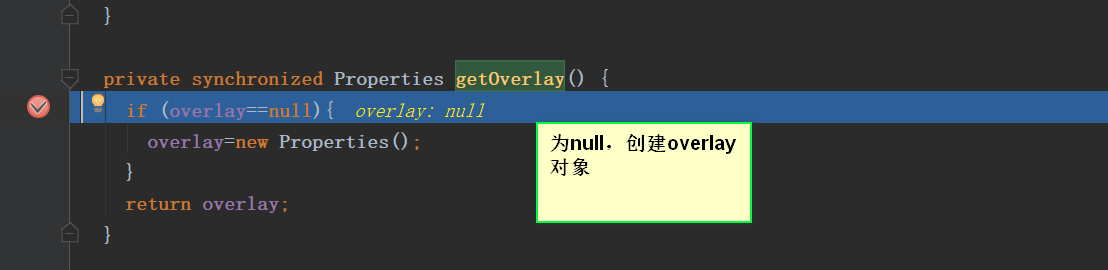 }
private synchronized Properties getOverlay() {
if (overlay==null){ overlay: null
overlay=new Properties();
}
return overlay;
}
为null，创建overlay
对象